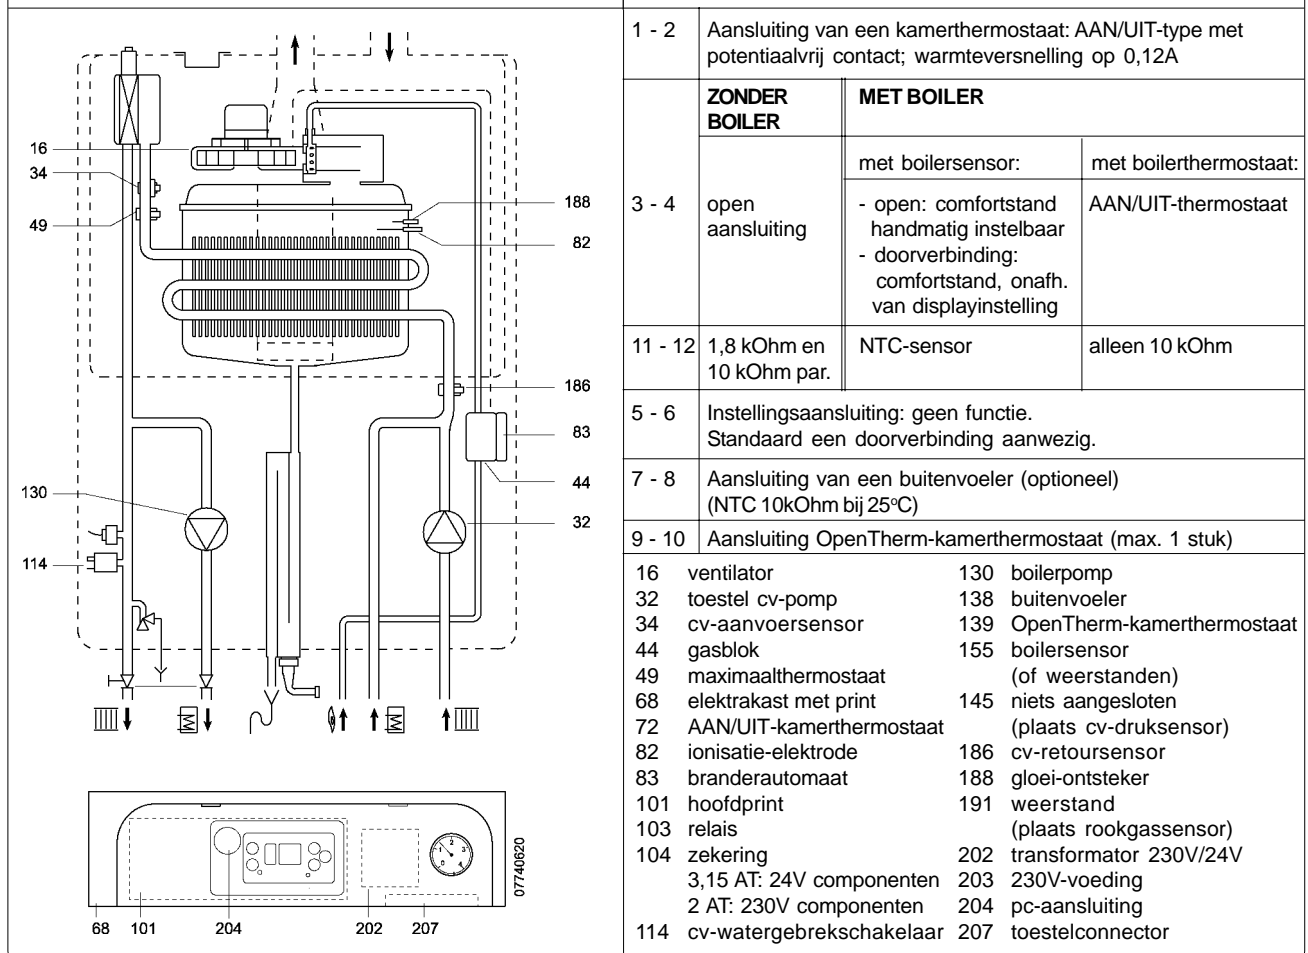 16
34
49
188
82
186
83
44
32
130
114
1 2 3 0 4
07740620
68 101 204 202 207
1 - 2 Aansluiting van een kamerthermostaat: AAN/UIT-type met
potentiaalvrij contact; warmteversnelling op 0,12A
ZONDER BOILER
MET BOILER
met boilersensor:
met boilerthermostaat:
3 - 4
open
aansluiting
- open: comfortstand
handmatig instelbaar
- doorverbinding:
comfortstand, onafh.
van displayinstelling
AAN/UIT-thermostaat
11 - 12
1,8 kOhm en
10 kOhm par.
NTC-sensor
alleen 10 kOhm
5 - 6 Instellingsaansluiting: geen functie.
Standaard een doorverbinding aanwezig.
7 - 8 Aansluiting van een buitenvoeler (optioneel)
(NTC 10kOhm bij 25°C)
9 - 10 Aansluiting OpenTherm-kamerthermostaat (max. 1 stuk)
16 ventilator
32 toestel cv-pomp
34 cv-aanvoersensor
44 gasblok
49 maximaalthermostaat
68 elektrakast met print
72 AAN/UIT-kamerthermostaat
82 ionisatie-elektrode
83 branderautomaat
101 hoofdprint
103 relais
104 zekering
3,15 AT: 24V componenten
2 AT: 230V componenten
114 cv-watergebrekschakelaar
130 boilerpomp
138 buitenvoeler
139 OpenTherm-kamerthermostaat
155 boilersensor
(of weerstanden)
145 niets aangesloten
(plaats cv-druksensor)
186 cv-retoursensor
188 gloei-ontsteker
191 weerstand
(plaats rookgassensor)
202 transformator 230V/24V
203 230V-voeding
204 pc-aansluiting
207 toestelconnector